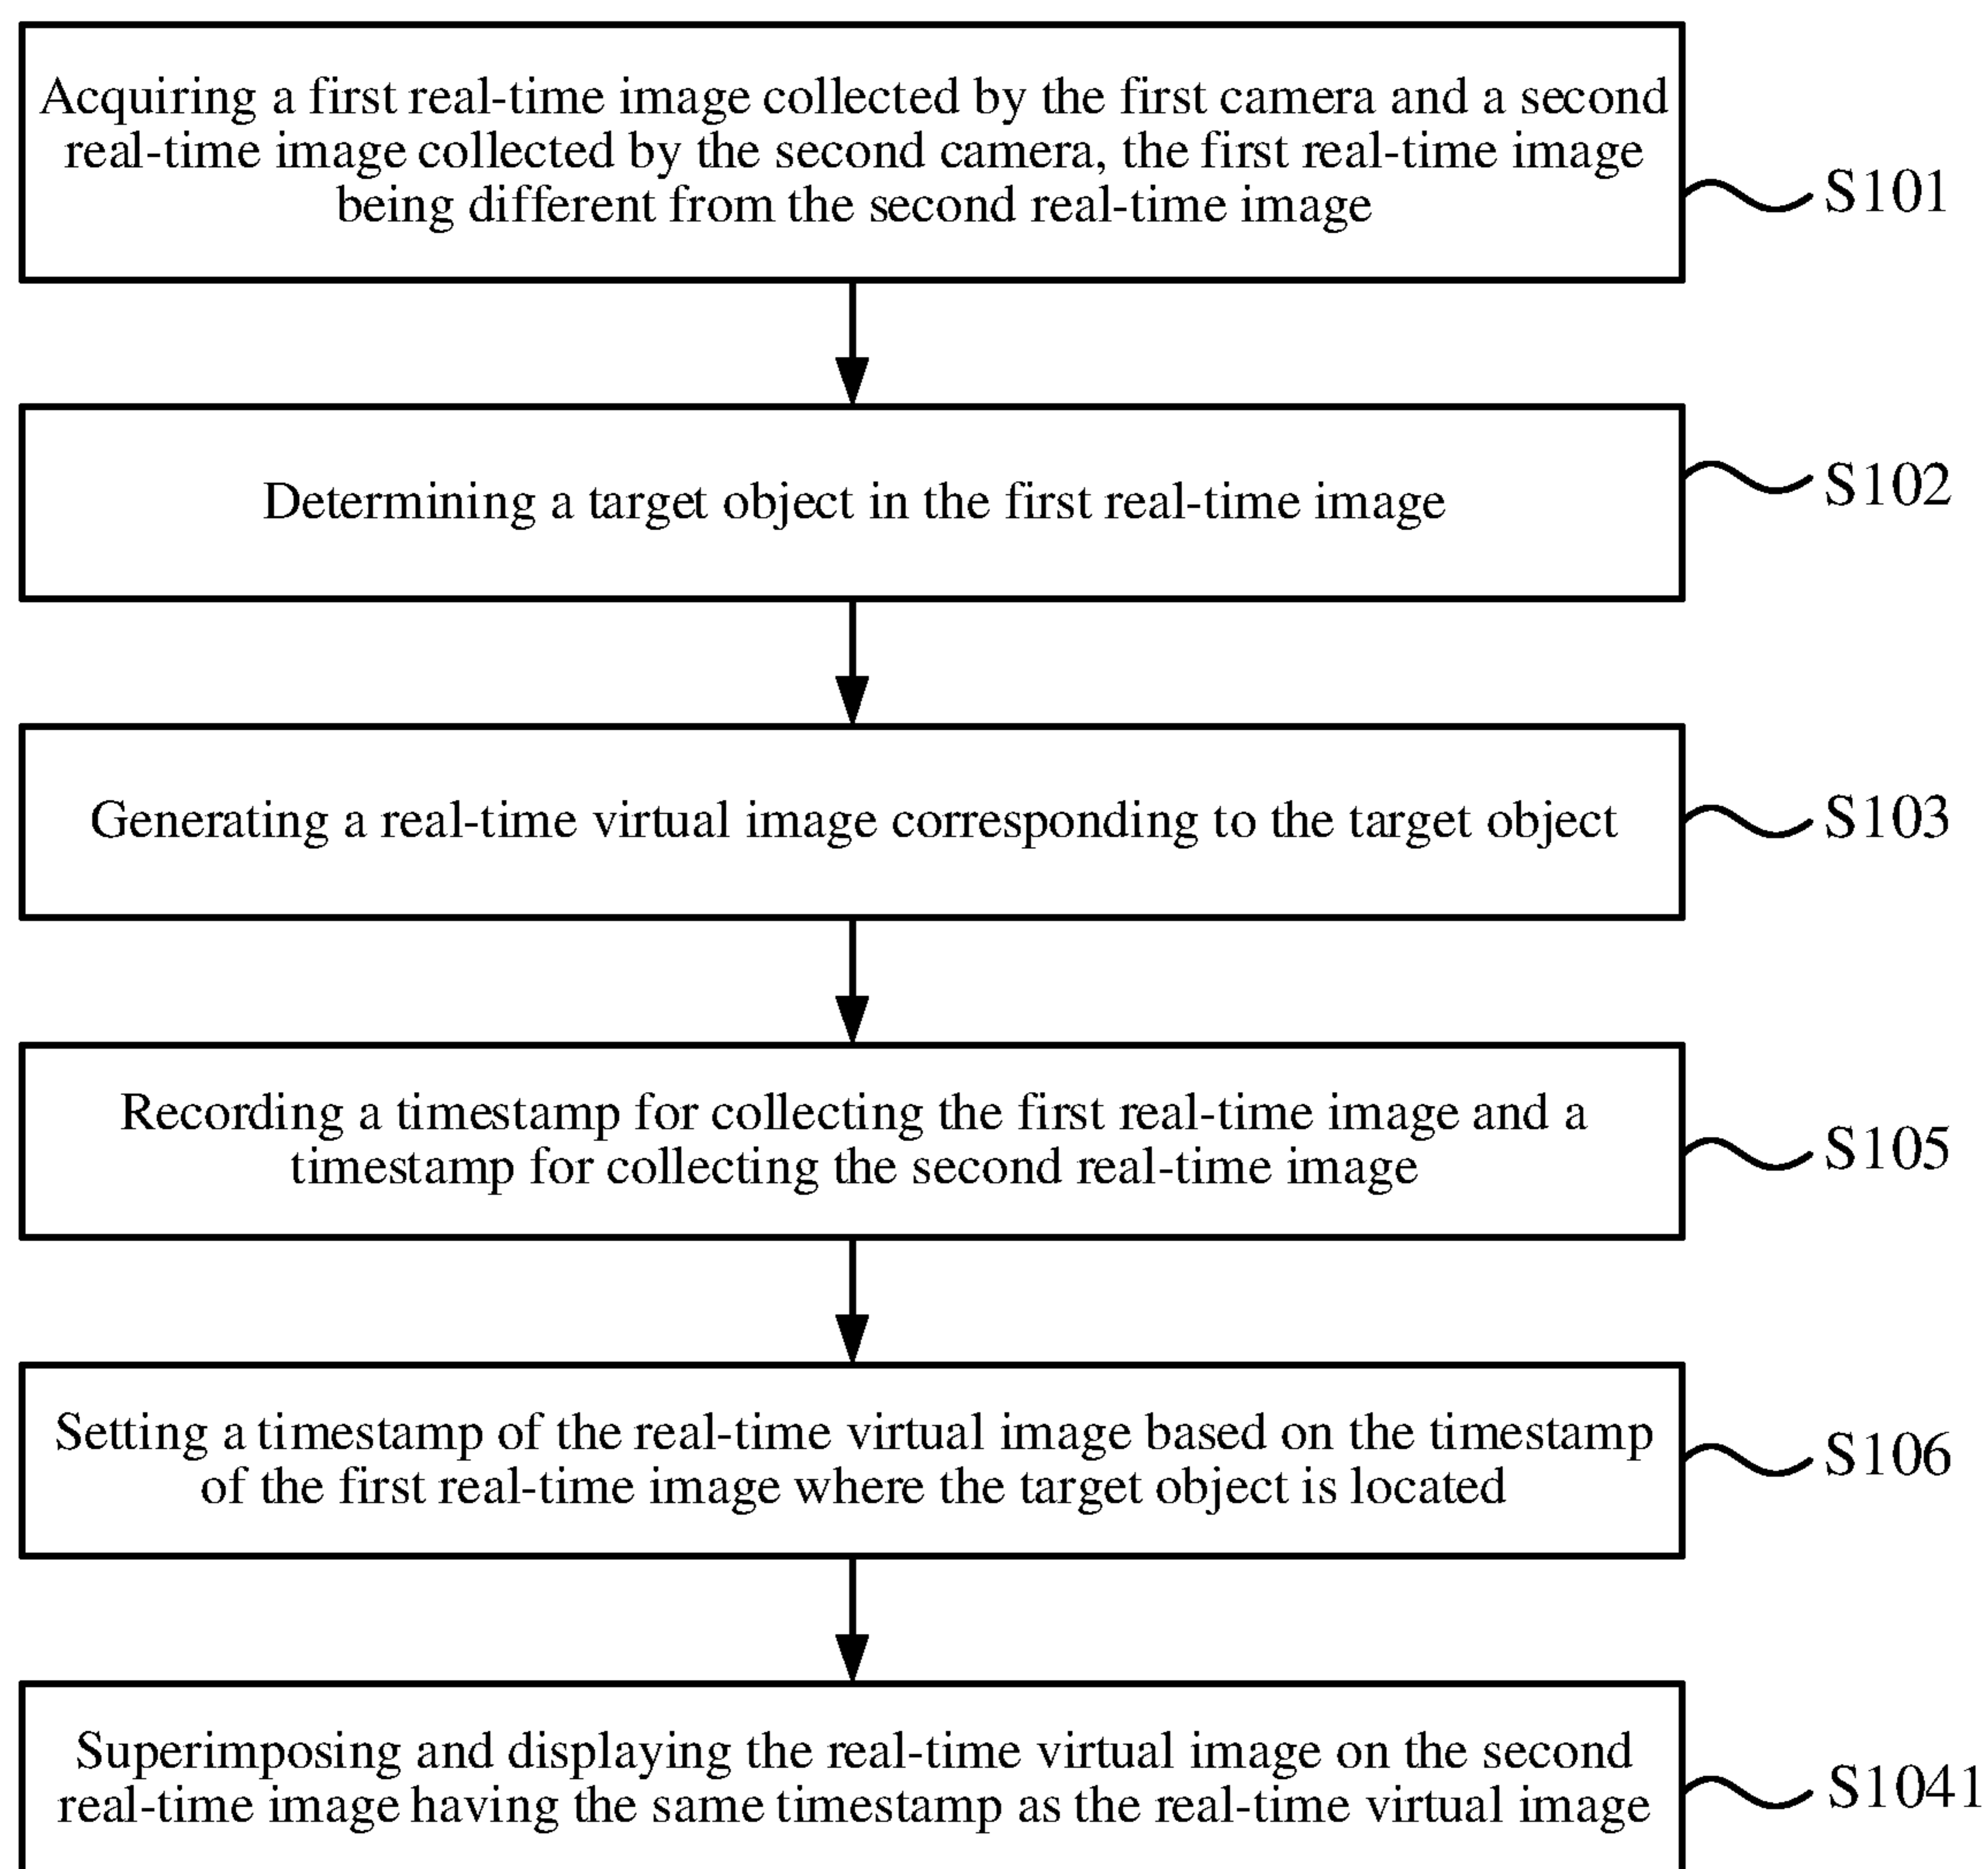 Acquiring a first real-time image collected by the first camera and a second
real-time image collected by the second camera, the first real-time image
being different from the second real-time image
S101
Determining a target object in the first real-time image
S102
Generating a real-time virtual image corresponding to the target object
S103
Recording a timestamp for collecting the first real-time image and a
timestamp for collecting the second real-time image
S105
Setting a timestamp of the real-time virtual image based on the timestamp
of the first real-time image where the target object is located
S106
Superimposing and displaying the real-time virtual image on the second
real-time image having the same timestamp as the real-time virtual image
S1041